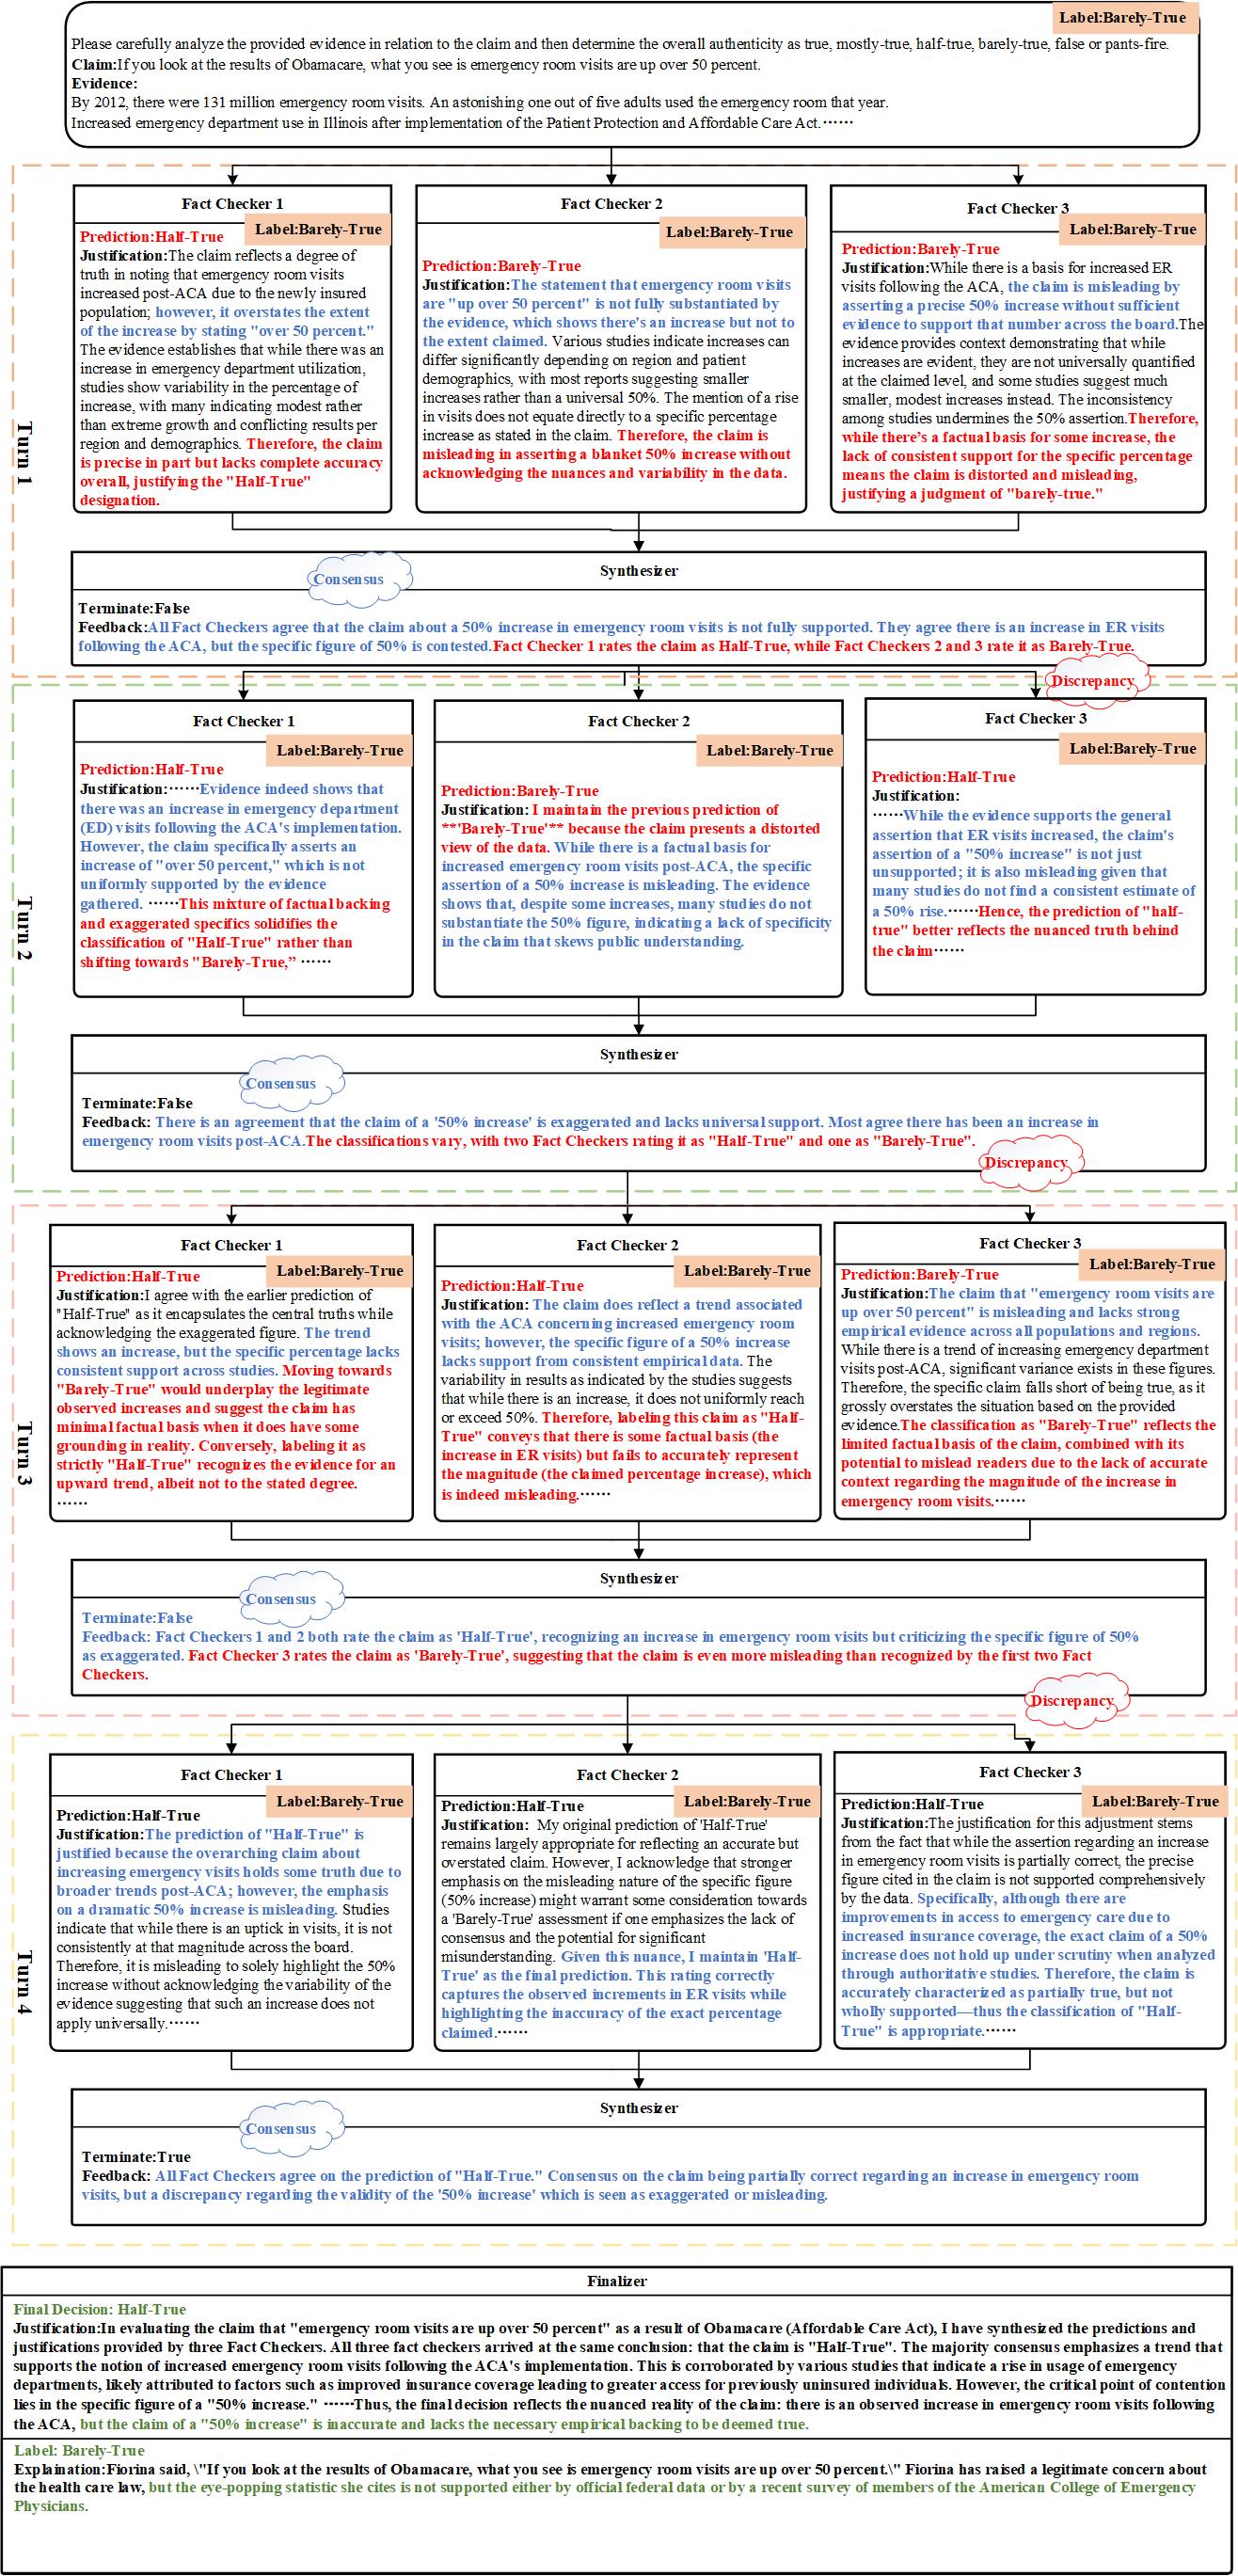 Label:Barely-True
Please carefully analyze the provided evidence in relation to the claim and then determine the overall authenticity as true, mostly-true, half-true, barely-true, false or pants-fire.
Claim:If you look at the results of Obamacare, what you see is emergency room visits are up over 50 percent.
Evidence:
By 2012, there were 131 million emergency room visits. An astonishing one out of five adults used the emergency room that year.
Increased emergency department use in Illinois after implementation of the Patient Protection and Affordable Care Act.······
Turn 1
Fact Checker 1
Label:Barely-True
Prediction:Half-True
Justification:The claim reflects a degree of
truth in noting that emergency room visits
increased post-ACA due to the newly insured
population; however, it overstates the extent
of the increase by stating "over 50 percent."
The evidence establishes that while there was an
increase in emergency department utilization,
studies show variability in the percentage of
increase, with many indicating modest rather
than extreme growth and conflicting results per
region and demographics. Therefore, the claim
is precise in part but lacks complete accuracy
overall, justifying the "Half-True"
designation.
Fact Checker 2
Label:Barely-True
Prediction:Barely-True
Justification:The statement that emergency room visits
are "up over 50 percent" is not fully substantiated by
the evidence, which shows there's an increase but not to
the extent claimed. Various studies indicate increases can
differ significantly depending on region and patient
demographics, with most reports suggesting smaller
increases rather than a universal 50%. The mention of a rise
in visits does not equate directly to a specific percentage
increase as stated in the claim. Therefore, the claim is
misleading in asserting a blanket 50% increase without
acknowledging the nuances and variability in the data.
Fact Checker 3
Label:Barely-True
Prediction:Barely-True
Justification:While there is a basis for increased ER
visits following the ACA, the claim is misleading by
asserting a precise 50% increase without sufficient
evidence to support that number across the board.The
evidence provides context demonstrating that while
increases are evident, they are not universally quantified
at the claimed level, and some studies suggest much
smaller, modest increases instead. The inconsistency
among studies undermines the 50% assertion.Therefore,
while there's a factual basis for some increase, the
lack of consistent support for the specific percentage
means the claim is distorted and misleading,
justifying a judgment of "barely-true."
Synthesizer
Consensus
Terminate:False
Feedback:All Fact Checkers agree that the claim about a 50% increase in emergency room visits is not fully supported. They agree there is an increase in ER visits
following the ACA, but the specific figure of 50% is contested.Fact Checker 1 rates the claim as Half-True, while Fact Checkers 2 and 3 rate it as Barely-True.
Discrepancy
Turn 2
Fact Checker 1
Label:Barely-True
Prediction:Half-True
Justification:······Evidence indeed shows that
there was an increase in emergency department
(ED) visits following the ACA's implementation.
However, the claim specifically asserts an
increase of "over 50 percent," which is not
uniformly supported by the evidence
gathered. ······This mixture of factual backing
and exaggerated specifics solidifies the
classification of "Half-True" rather than
shifting towards "Barely-True,” ······
Fact Checker 2
Label:Barely-True
Prediction:Barely-True
Justification: I maintain the previous prediction of
**'Barely-True'** because the claim presents a distorted
view of the data. While there is a factual basis for
increased emergency room visits post-ACA, the specific
assertion of a 50% increase is misleading. The evidence
shows that, despite some increases, many studies do not
substantiate the 50% figure, indicating a lack of specificity
in the claim that skews public understanding.
Fact Checker 3
Label:Barely-True
Prediction:Half-True
Justification:
······While the evidence supports the general
assertion that ER visits increased, the claim's
assertion of a "50% increase" is not just
unsupported; it is also misleading given that
many studies do not find a consistent estimate of
a 50% rise.······Hence, the prediction of "half-
true" better reflects the nuanced truth behind
the claim······
Synthesizer
Consensus
Terminate:False
Feedback: There is an agreement that the claim of a '50% increase' is exaggerated and lacks universal support. Most agree there has been an increase in
emergency room visits post-ACA.The classifications vary, with two Fact Checkers rating it as "Half-True" and one as "Barely-True".
Discrepancy
Turn 3
Fact Checker 1
Label:Barely-True
Prediction:Half-True
Justification:I agree with the earlier prediction of
"Half-True" as it encapsulates the central truths while
acknowledging the exaggerated figure. The trend
shows an increase, but the specific percentage lacks
consistent support across studies. Moving towards
"Barely-True" would underplay the legitimate
observed increases and suggest the claim has
minimal factual basis when it does have some
grounding in reality. Conversely, labeling it as
strictly "Half-True" recognizes the evidence for an
upward trend, albeit not to the stated degree.
······
Fact Checker 2
Label:Barely-True
Prediction:Half-True
Justification: The claim does reflect a trend associated
with the ACA concerning increased emergency room
visits; however, the specific figure of a 50% increase
lacks support from consistent empirical data. The
variability in results as indicated by the studies suggests
that while there is an increase, it does not uniformly reach
or exceed 50%. Therefore, labeling this claim as "Half-
True" conveys that there is some factual basis (the
increase in ER visits) but fails to accurately represent
the magnitude (the claimed percentage increase), which
is indeed misleading.······
Fact Checker 3
Label:Barely-True
Prediction:Barely-True
Justification:The claim that "emergency room visits are
up over 50 percent" is misleading and lacks strong
empirical evidence across all populations and regions.
While there is a trend of increasing emergency department
visits post-ACA, significant variance exists in these figures.
Therefore, the specific claim falls short of being true, as it
grossly overstates the situation based on the provided
evidence.The classification as "Barely-True" reflects the
limited factual basis of the claim, combined with its
potential to mislead readers due to the lack of accurate
context regarding the magnitude of the increase in
emergency room visits.······
Synthesizer
Consensus
Terminate:False
Feedback: Fact Checkers 1 and 2 both rate the claim as 'Half-True', recognizing an increase in emergency room visits but criticizing the specific figure of 50%
as exaggerated. Fact Checker 3 rates the claim as 'Barely-True', suggesting that the claim is even more misleading than recognized by the first two Fact
Checkers.
Discrepancy
Turn 4
Fact Checker 1
Label:Barely-True
Prediction:Half-True
Justification:The prediction of "Half-True" is
justified because the overarching claim about
increasing emergency visits holds some truth due to
broader trends post-ACA; however, the emphasis
on a dramatic 50% increase is misleading. Studies
indicate that while there is an uptick in visits, it is not
consistently at that magnitude across the board.
Therefore, it is misleading to solely highlight the 50%
increase without acknowledging the variability of the
evidence suggesting that such an increase does not
apply universally.······
Fact Checker 2
Label:Barely-True
Prediction:Half-True
Justification: My original prediction of 'Half-True'
remains largely appropriate for reflecting an accurate but
overstated claim. However, I acknowledge that stronger
emphasis on the misleading nature of the specific figure
(50% increase) might warrant some consideration towards
a 'Barely-True' assessment if one emphasizes the lack of
consensus and the potential for significant
misunderstanding. Given this nuance, I maintain 'Half-
True' as the final prediction. This rating correctly
captures the observed increments in ER visits while
highlighting the inaccuracy of the exact percentage
claimed.······
Fact Checker 3
Label:Barely-True
Prediction:Half-True
Justification:The justification for this adjustment stems
from the fact that while the assertion regarding an increase
in emergency room visits is partially correct, the precise
figure cited in the claim is not supported comprehensively
by the data. Specifically, although there are
improvements in access to emergency care due to
increased insurance coverage, the exact claim of a 50%
increase does not hold up under scrutiny when analyzed
through authoritative studies. Therefore, the claim is
accurately characterized as partially true, but not
wholly supported—thus the classification of "Half-
True" is appropriate.······
Synthesizer
Consensus
Terminate:True
Feedback: All Fact Checkers agree on the prediction of "Half-True." Consensus on the claim being partially correct regarding an increase in emergency room
visits, but a discrepancy regarding the validity of the '50% increase' which is seen as exaggerated or misleading.
Finalizer
Final Decision: Half-True
Justification:In evaluating the claim that "emergency room visits are up over 50 percent" as a result of Obamacare (Affordable Care Act), I have synthesized the predictions and
justifications provided by three Fact Checkers. All three fact checkers arrived at the same conclusion: that the claim is "Half-True". The majority consensus emphasizes a trend that
supports the notion of increased emergency room visits following the ACA's implementation. This is corroborated by various studies that indicate a rise in usage of emergency
departments, likely attributed to factors such as improved insurance coverage leading to greater access for previously uninsured individuals. However, the critical point of contention
lies in the specific figure of a "50% increase." ······Thus, the final decision reflects the nuanced reality of the claim: there is an observed increase in emergency room visits following
the ACA, but the claim of a "50% increase" is inaccurate and lacks the necessary empirical backing to be deemed true.
Label: Barely-True
Explaination:Fiorina said, \"If you look at the results of Obamacare, what you see is emergency room visits are up over 50 percent.\" Fiorina has raised a legitimate concern about
the health care law, but the eye-popping statistic she cites is not supported either by official federal data or by a recent survey of members of the American College of Emergency
Physicians.